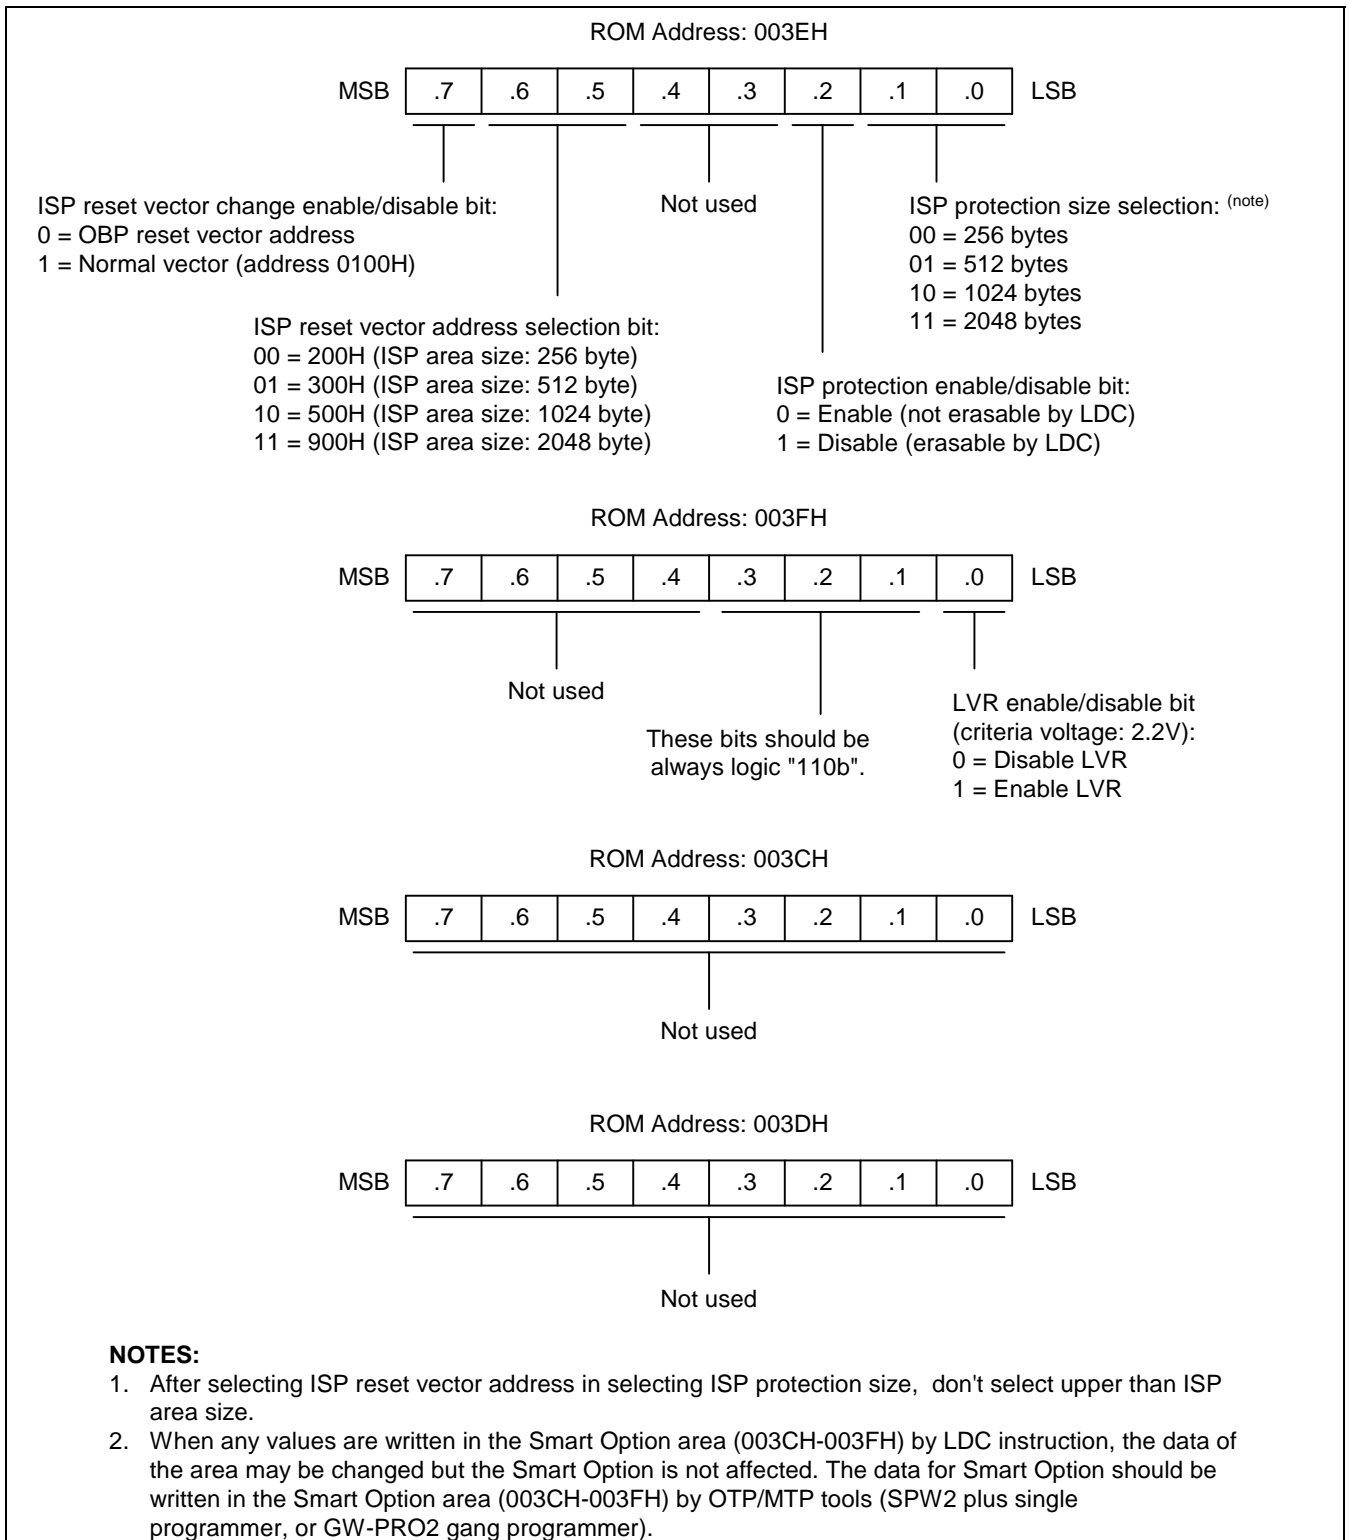 ROM Address: 003EH
MSB .7 .6 .5 .4 .3 .2 .1 .0 LSB
ISP reset vector change enable/disable bit:
0 = OBP reset vector address
1 = Normal vector (address 0100H)
ISP reset vector address selection bit:
00 = 200H (ISP area size: 256 byte)
01 = 300H (ISP area size: 512 byte)
10 = 500H (ISP area size: 1024 byte)
11 = 900H (ISP area size: 2048 byte)
Not used
ISP protection size selection: (note)
00 = 256 bytes
01 = 512 bytes
10 = 1024 bytes
11 = 2048 bytes
ISP protection enable/disable bit:
0 = Enable (not erasable by LDC)
1 = Disable (erasable by LDC)
ROM Address: 003FH
MSB .7 .6 .5 .4 .3 .2 .1 .0 LSB
Not used
These bits should be
always logic "110b".
LVR enable/disable bit
(criteria voltage: 2.2V):
0 = Disable LVR
1 = Enable LVR
ROM Address: 003CH
MSB .7 .6 .5 .4 .3 .2 .1 .0 LSB
Not used
ROM Address: 003DH
MSB .7 .6 .5 .4 .3 .2 .1 .0 LSB
Not used
NOTES:
1. After selecting ISP reset vector address in selecting ISP protection size, don't select upper than ISP
area size.
2. When any values are written in the Smart Option area (003CH-003FH) by LDC instruction, the data of
the area may be changed but the Smart Option is not affected. The data for Smart Option should be
written in the Smart Option area (003CH-003FH) by OTP/MTP tools (SPW2 plus single
programmer, or GW-PRO2 gang programmer).